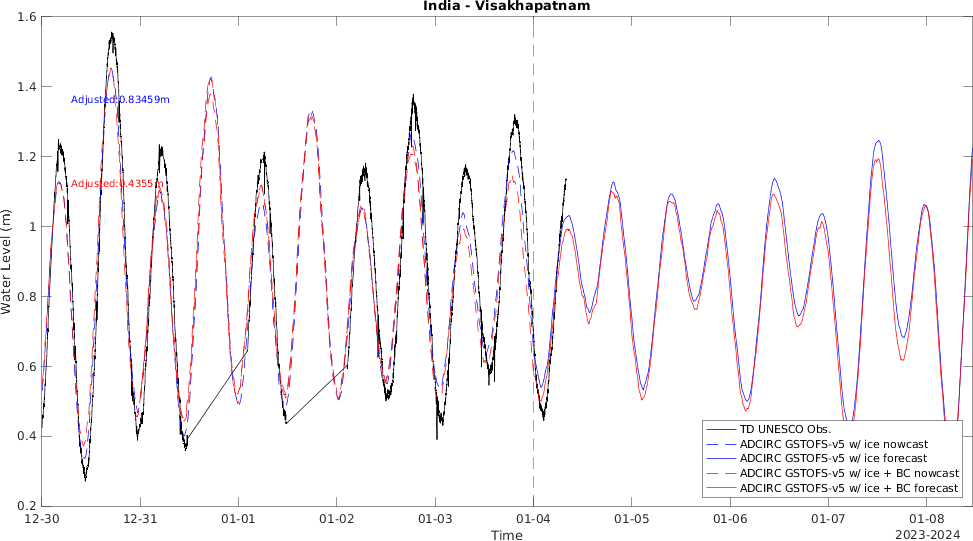 India - Visakhapatnam
1.6
1.4
1.2
1
0.8
0.6
0.4
0.2
Water Level (m)
Adjusted:0.83459m
Adjusted:0.4355m
TD UNESCO Obs.
ADCIRC GSTOFS-v5 w/ ice nowcast
ADCIRC GSTOFS-v5 w/ ice forecast
ADCIRC GSTOFS-v5 w/ ice + BC nowcast
ADCIRC GSTOFS-v5 w/ ice + BC forecast
12-30 12-31 01-01 01-02 01-03 01-04 01-05 01-06 01-07 01-08
Time
2023-2024